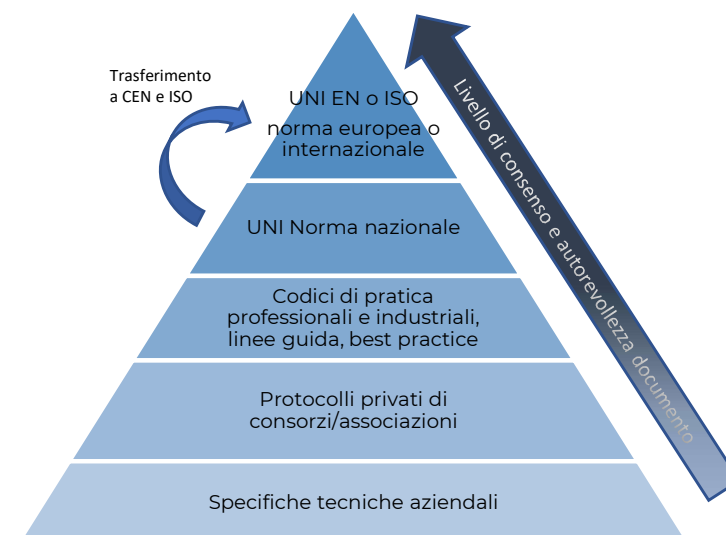 Trasferimento
a CEN e ISO
UNI EN o ISO
norma europea o
internazionale
UNI Norma nazionale
Codici di pratica
professionali e industriali,
linee guida, best practice
Protocolli privati di
consorzi/associazioni
Specifiche tecniche aziendali
Livello di consenso e autorevollezza documento